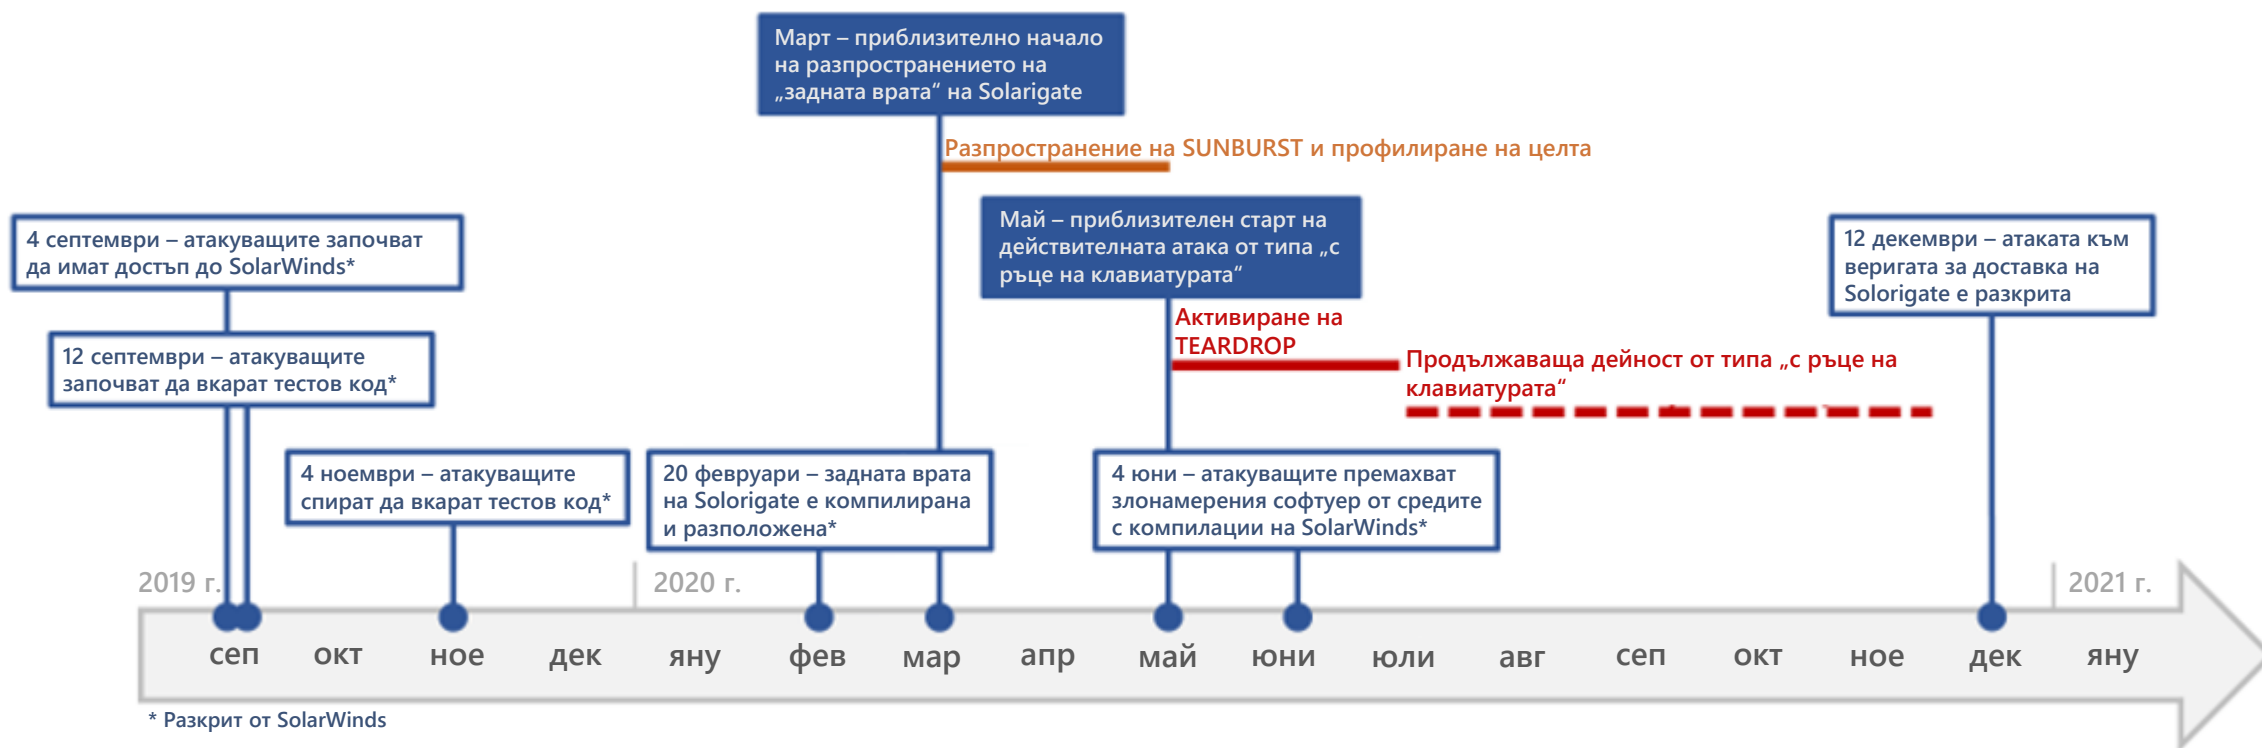 Март – приблизително начало
на разпространението на
„задната врата“ на Solarigate
Разпространение на SUNBURST и профилиране на целта
4 септември – атакуващите започват
да имат достъп до SolarWinds*
Май – приблизителен старт на
действителната атака от типа „с
ръце на клавиатурата“
12 декември – атаката към
веригата за доставка на
Solorigate е разкрита
12 септември – атакуващите
започват да вкарат тестов код*
Активиране на
TEARDROP
Продължаваща дейност от типа „с ръце на
клавиатурата“
4 ноември – атакуващите
спират да вкарат тестов код*
20 февруари – задната врата
на Solorigate е компилирана
и разположена*
4 юни – атакуващите премахват
злонамерения софтуер от средите
с компилации на SolarWinds*
2019 г.
2020 г.
2021 г.
сеп окт ное дек яну фев мар апр май юни юли авг сеп окт ное дек яну
* Разкрит от SolarWinds